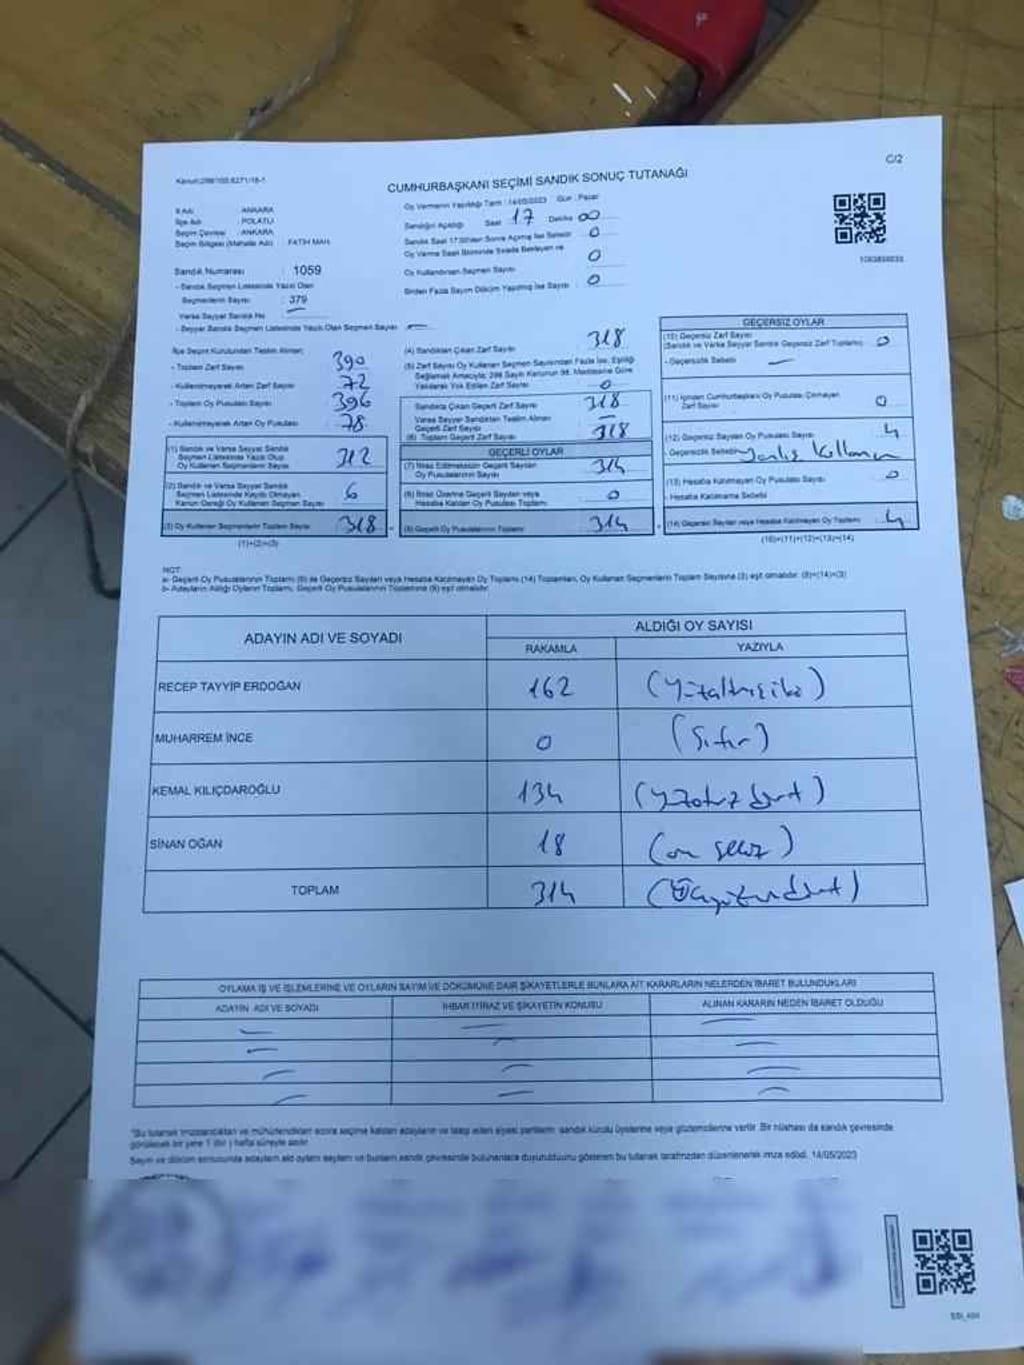 Kanun:298/103,6271/16-1
C/2
CUMHURBAŞKANI SEÇİMİ SANDIK SONUÇ TUTANAĞI
İl Adı : ANKARA
İlçe Adı : POLATLI
Seçim Çevresi : ANKARA
Seçim Bölgesi (Mahalle Adı) : FATİH MAH.
Sandık Numarası : 1059
- Sandık Seçmen Listesinde Yazılı Olan
Seçmenlerin Sayısı : 379
Varsa Seyyar Sandık No
- Seyyar Sandık Seçmen Listesinde Yazılı Olan Seçmen Sayısı
Oy Vermenin Yapıldığı Tarih : 14/05/2023 Gün : Pazar
Sandığın Açıldığı Saat 17 Dakika 00
Sandık Saat 17.00'den Sonra Açılmış İse Sebebi 0
Oy Verme Saati Bitiminde Sırada Bekleyen ve
Oy Kullandırılan Seçmen Sayısı 0
Birden Fazla Sayım Döküm Yapılmış İse Sayısı 0
İlçe Seçim Kurulundan Teslim Alınan;
- Toplam Zarf Sayısı 390
- Kullanılmayarak Artan Zarf Sayısı 72
- Toplam Oy Pusulası Sayısı 396
- Kullanılmayarak Artan Oy Pusulası 78
(1) Sandık ve Varsa Seyyar Sandık
Seçmen Listesinde Yazılı Olup
Oy Kullanan Seçmenlerin Sayısı 312
(2) Sandık ve Varsa Seyyar Sandık
Seçmen Listesinde Kayıtlı Olmayan
Kanun Gereği Oy Kullanan Seçmen Sayısı 6
(3) Oy Kullanan Seçmenlerin Toplam Sayısı 318
(1)+(2)=(3)
(4) Sandıktan Çıkan Zarf Sayısı 318
(5) Zarf Sayısı Oy Kullanan Seçmen Sayısından Fazla İse, Eşitliği
Sağlamak Amacıyla; 298 Sayılı Kanunun 98. Maddesine Göre
Yakılarak Yok Edilen Zarf Sayısı 0
Sandıkta Çıkan Geçerli Zarf Sayısı 318
Varsa Seyyar Sandıktan Teslim Alınan
Geçerli Zarf Sayısı
(6) Toplam Geçerli Zarf Sayısı 318
GEÇERLİ OYLAR
(7) İtiraz Edilmeksizin Geçerli Sayılan
Oy Pusulalarının Sayısı 314
(8) İtiraz Üzerine Geçerli Sayılan veya
Hesaba Katılan Oy Pusulası Toplamı 0
(9) Geçerli Oy Pusulalarının Toplamı 314
GEÇERSİZ OYLAR
(10) Geçersiz Zarf Sayısı
(Sandık ve Varsa Seyyar Sandık Geçersiz Zarf Toplamı) 0
- Geçersizlik Sebebi
(11) İçinden Cumhurbaşkanı Oy Pusulası Çıkmayan
Zarf Sayısı 0
(12) Geçersiz Sayılan Oy Pusulası Sayısı 4
- Geçersizlik Sebebi Yanlış Kullanım
(13) Hesaba Katılmayan Oy Pusulası Sayısı 0
- Hesaba Katılmama Sebebi
(14) Geçersiz Sayılan veya Hesaba Katılmayan Oy Toplamı 4
(10)+(11)+(12)+(13)=(14)
NOT:
a- Geçerli Oy Pusulalarının Toplamı (9) ile Geçersiz Sayılan veya Hesaba Katılmayan Oy Toplamı (14) Toplamları, Oy Kullanan Seçmenlerin Toplam Sayısına (3) eşit olmalıdır. (9)+(14)=(3)
b- Adayların Aldığı Oyların Toplamı, Geçerli Oy Pusulalarının Toplamına (9) eşit olmalıdır.
ADAYIN ADI VE SOYADI
ALDIĞI OY SAYISI
RAKAMLA YAZIYLA
RECEP TAYYİP ERDOĞAN 162 (Yüzaltmışiki)
MUHARREM İNCE 0 (Sıfır)
KEMAL KILIÇDAROĞLU 134 (Yüzotuzdört)
SİNAN OĞAN 18 (on sekiz)
TOPLAM 314 (Üçyüzondört)
OYLAMA İŞ VE İŞLEMLERİNE VE OYLARIN SAYIM VE DÖKÜMÜNE DAİR ŞİKAYETLERLE BUNLARA AİT KARARLARIN NELERDEN İBARET BULUNDUKLARI
ADAYIN ADI VE SOYADI İHBAR İTİRAZ VE ŞİKAYETİN KONUSU ALINAN KARARIN NEDEN İBARET OLDUĞU
*Bu tutanak imzalandıktan ve mühürlendikten sonra seçime katılan adayların ve talep eden siyasi partilerin sandık kurulu üyelerine veya gözlemcilerine verilir. Bir nüshası da sandık çevresinde
görülecek bir yere 1 (bir) hafta süreyle asılır.
Sayım ve döküm sonucunda adayların aldığı oyların sayısını ve bunların sandık çevresinde bulunanlara duyurulduğunu gösteren bu tutanak tarafımızdan düzenlenerek imza edildi. 14/05/2023